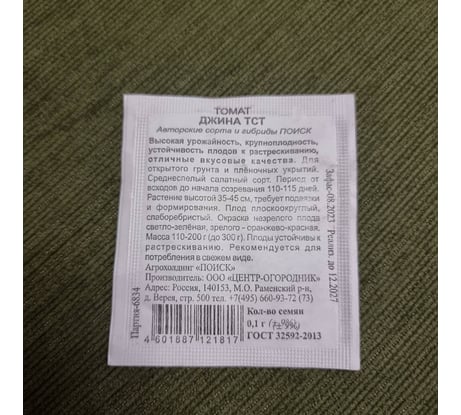 ТОМАТ
ДЖИНА ТСТ
Авторские сорта и гибриды ПОИСК
Высокая урожайность, крупноплодность,
устойчивость плодов к растрескиванию,
отличные вкусовые качества. Для
открытого грунта и плёночных укрытий.
Среднеспелый салатный сорт. Период от
всходов до начала созревания 110-115 дней.
Растение высотой 35-45 см, требует подвязки
и формирования. Плод плоскоокруглый,
слаборебристый. Окраска незрелого плода
светло-зелёная, зрелого - оранжево-красная.
Масса 110-200 г (до 300 г). Плоды устойчивы к
растрескиванию. Рекомендуется для
потребления в свежем виде.
Агрохолдинг «ПОИСК»
Производитель: ООО «ЦЕНТР-ОГОРОДНИК»
Адрес: Россия, 140153, М.О. Раменский р-н,
д. Верея, стр. 500 тел. +7(495) 660-93-72 (73)
Кол-во семян
0,1 г
ГОСТ 32592-2013
4 601887 121817
Партия-6834
Зафас-08.2023 Реализ. до 12.2027